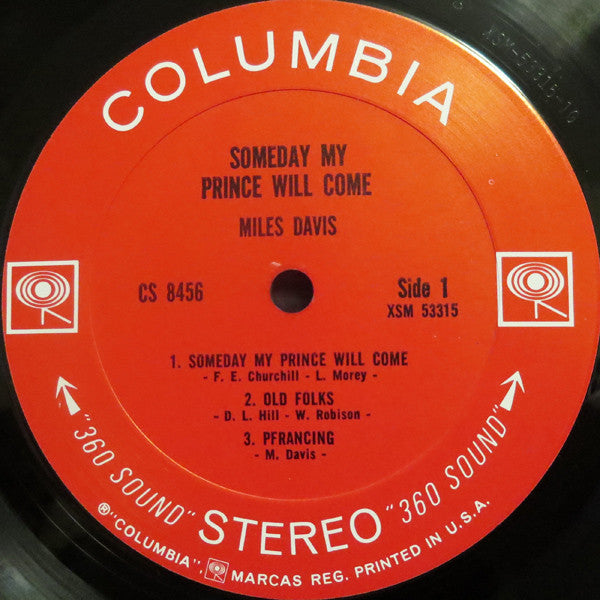 COLUMBIA
SOMEDAY MY
PRINCE WILL COME
MILES DAVIS
CS 8456
Side 1
XSM 53315
1. SOMEDAY MY PRINCE WILL COME
- F. E. Churchill - L. Morey -
2. OLD FOLKS
- D. L. Hill - W. Robison -
3. PFRANCING
- M. Davis -
"360 SOUND" STEREO "360 SOUND"
® "COLUMBIA", MARCAS REG. PRINTED IN U.S.A.